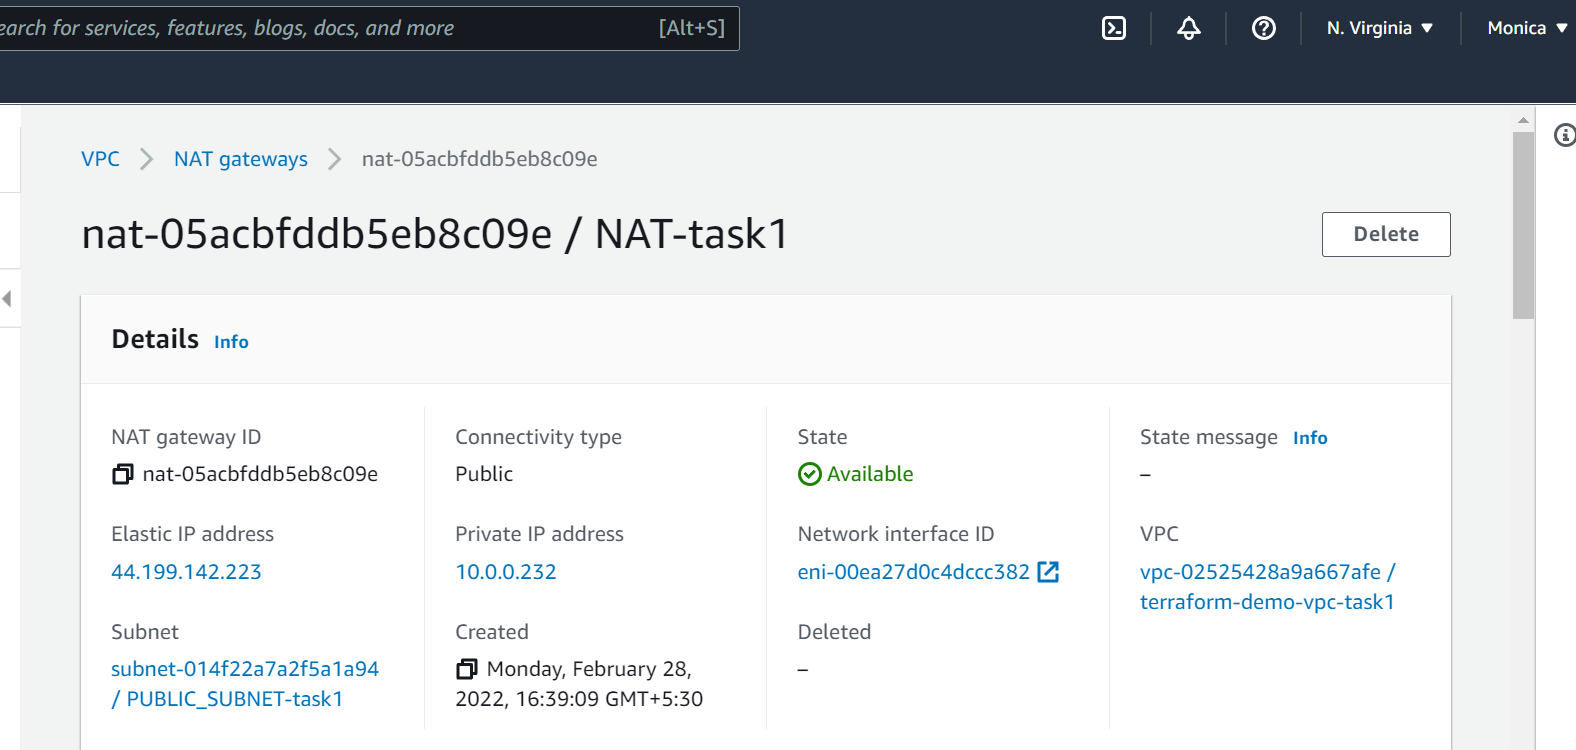 earch for services, features, blogs, docs, and more [Alt+S] N. Virginia Monica
VPC NAT gateways nat-05acbfddb5eb8c09e
nat-05acbfddb5eb8c09e / NAT-task1 Delete
Details Info
NAT gateway ID
nat-05acbfddb5eb8c09e
Connectivity type
Public
State
Available
State message Info
–
Elastic IP address
44.199.142.223
Private IP address
10.0.0.232
Network interface ID
eni-00ea27d0c4dccc382
VPC
vpc-02525428a9a667afe /
terraform-demo-vpc-task1
Subnet
subnet-014f22a7a2f5a1a94
/ PUBLIC_SUBNET-task1
Created
Monday, February 28,
2022, 16:39:09 GMT+5:30
Deleted
–